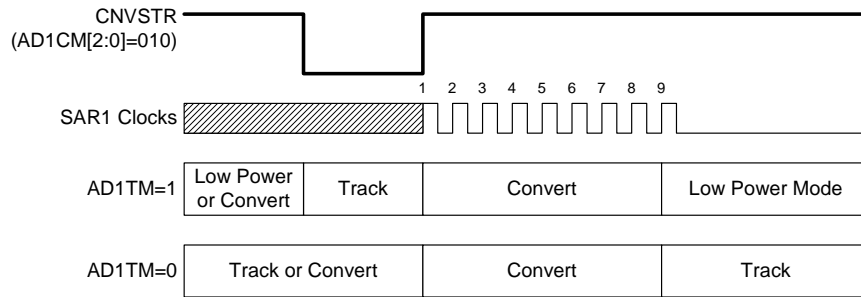 CNVSTR
(AD1CM[2:0]=010)
1 2 3 4 5 6 7 8 9
SAR1 Clocks
AD1TM=1
Low Power
or Convert
Track
Convert
Low Power Mode
AD1TM=0
Track or Convert
Convert
Track